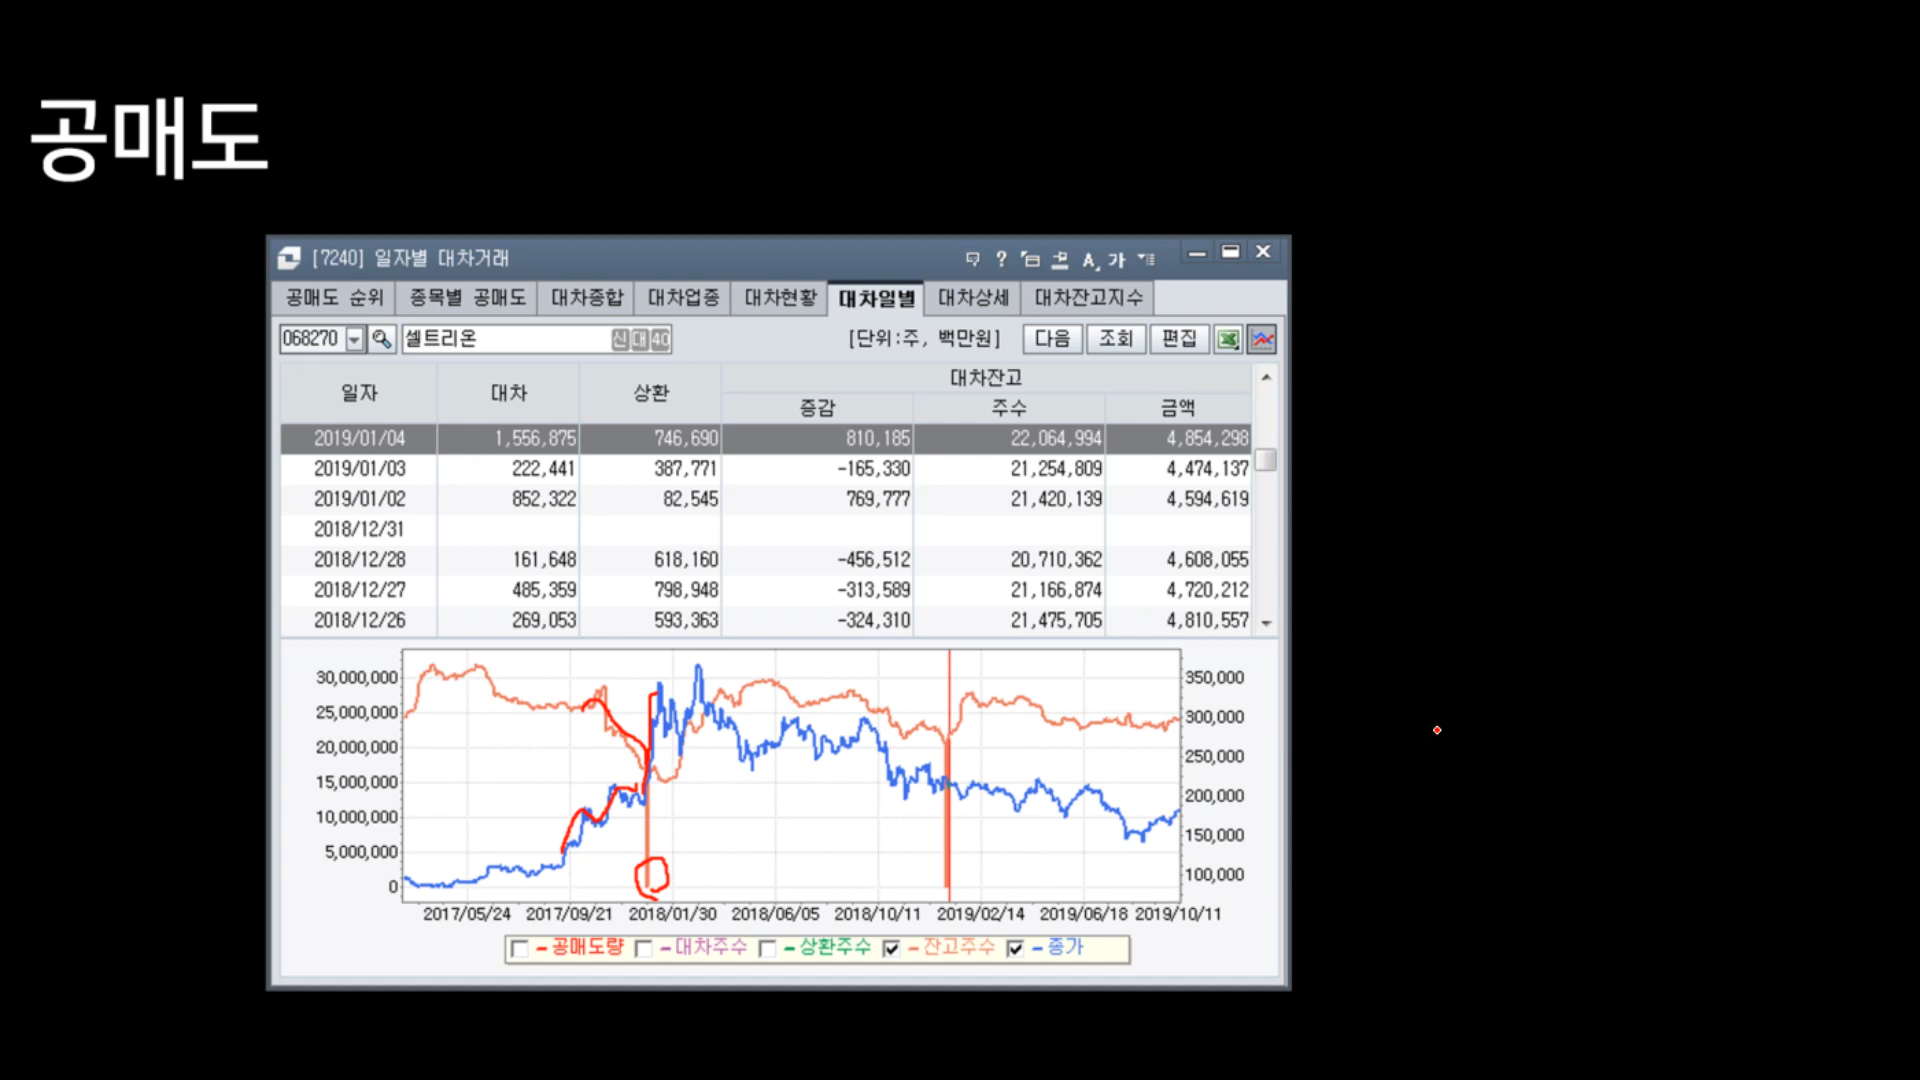 공매도
[7240] 일자별 대차거래
공매도 순위 종목별 공매도 대차종합 대차업종 대차현황 대차일별 대차상세 대차잔고지수
068270 셀트리온 신 대 40 [단위:주, 백만원] 다음 조회 편집
일자 대차 상환 대차잔고
증감 주수 금액
2019/01/04 1,556,875 746,690 810,185 22,064,994 4,854,298
2019/01/03 222,441 387,771 -165,330 21,254,809 4,474,137
2019/01/02 852,322 82,545 769,777 21,420,139 4,594,619
2018/12/31
2018/12/28 161,648 618,160 -456,512 20,710,362 4,608,055
2018/12/27 485,359 798,948 -313,589 21,166,874 4,720,212
2018/12/26 269,053 593,363 -324,310 21,475,705 4,810,557
30,000,000 350,000
25,000,000 300,000
20,000,000 250,000
15,000,000 200,000
10,000,000 150,000
5,000,000 100,000
0
2017/05/24 2017/09/21 2018/01/30 2018/06/05 2018/10/11 2019/02/14 2019/06/18 2019/10/11
공매도량 대차주수 상환주수 잔고주수 종가